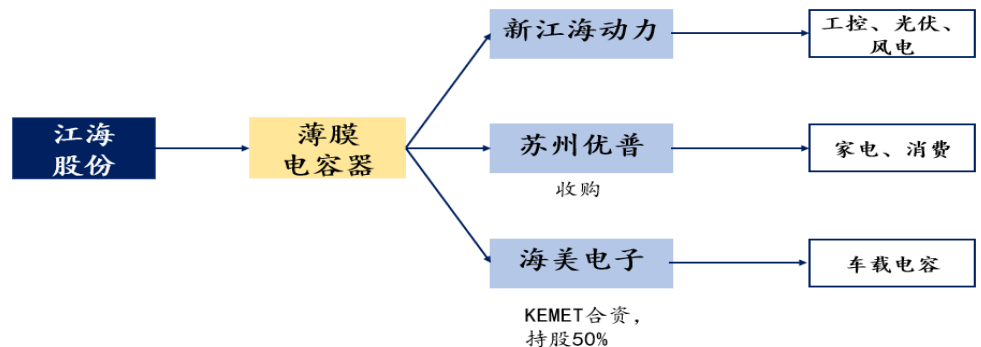 江海
股份
薄膜
电容器
新江海动力
工控、光伏、
风电
苏州优普
收购
家电、消费
海美电子
KEMET合资，
持股50%
车载电容